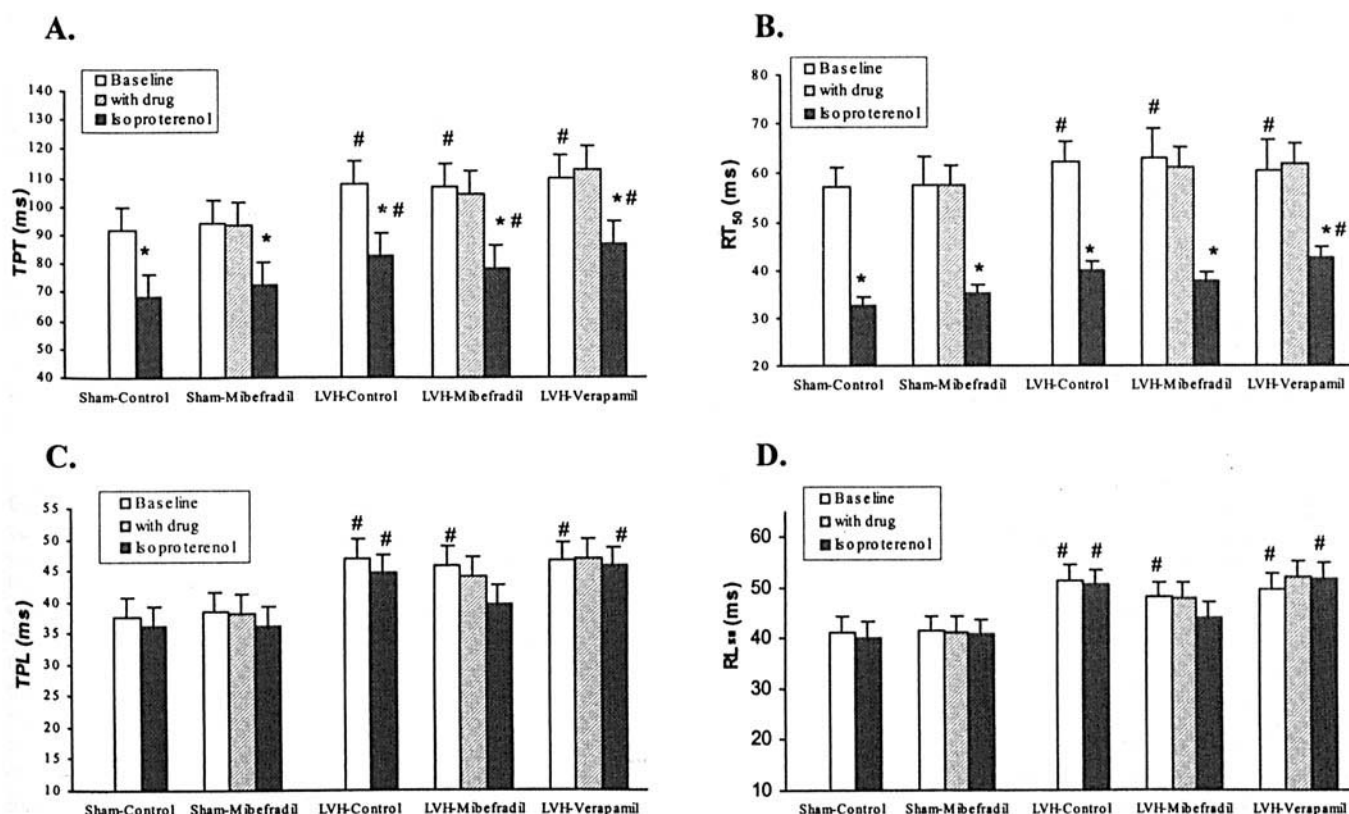 A.
Baseline
with drug
Isoproterenol
TPT (ms)
140
130
120
110
100
90
80
70
60
50
40
# # #
* * *# *# *#
Sham-Control Sham-Mibefradil LVH-Control LVH-Mibefradil LVH-Verapamil
B.
Baseline
with drug
Isoproterenol
RT50 (ms)
80
70
60
50
40
30
20
# # #
* * * * *#
Sham-Control Sham-Mibefradil LVH-Control LVH-Mibefradil LVH-Verapamil
C.
Baseline
with drug
Isoproterenol
TPL (ms)
55
50
45
40
35
30
25
20
15
10
# # # # #
Sham-Control Sham-Mibefradil LVH-Control LVH-Mibefradil LVH-Verapamil
D.
Baseline
with drug
Isoproterenol
RL (ms)
60
50
40
30
20
10
# # # # #
Sham-Control Sham-Mibefradil LVH-Control LVH-Mibefradil LVH-Verapamil